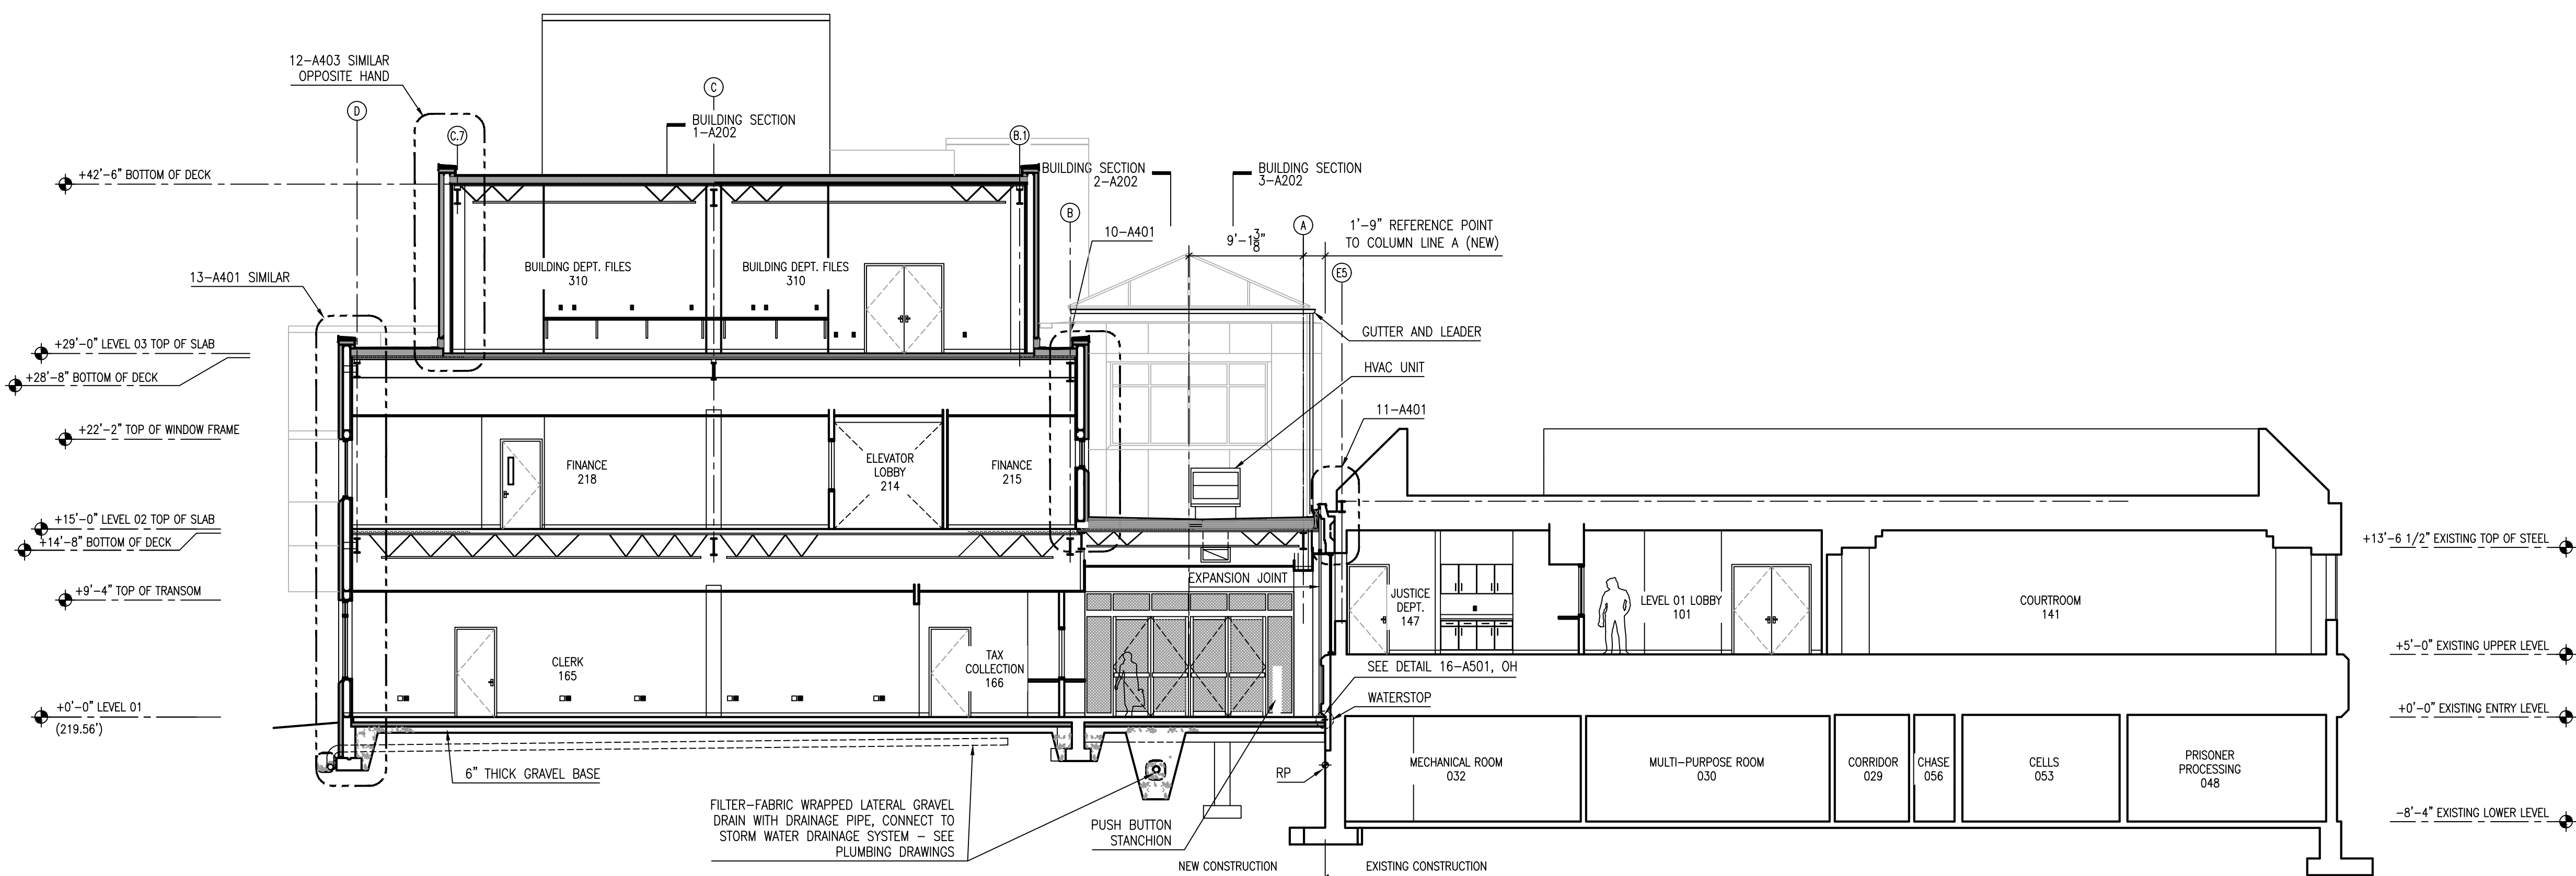 12-A403 SIMILAR
OPPOSITE HAND
D
C.7
C
BUILDING SECTION
1-A202
B.1
BUILDING SECTION
2-A202
BUILDING SECTION
3-A202
+42'-6" BOTTOM OF DECK
B
10-A401
9'-1 3/8"
A
1'-9" REFERENCE POINT
TO COLUMN LINE A (NEW)
E5
13-A401 SIMILAR
BUILDING DEPT. FILES
310
BUILDING DEPT. FILES
310
GUTTER AND LEADER
+29'-0" LEVEL 03 TOP OF SLAB
+28'-8" BOTTOM OF DECK
HVAC UNIT
11-A401
+22'-2" TOP OF WINDOW FRAME
FINANCE
218
ELEVATOR
LOBBY
214
FINANCE
215
+15'-0" LEVEL 02 TOP OF SLAB
+14'-8" BOTTOM OF DECK
+13'-6 1/2" EXISTING TOP OF STEEL
+9'-4" TOP OF TRANSOM
EXPANSION JOINT
JUSTICE
DEPT.
147
LEVEL 01 LOBBY
101
COURTROOM
141
CLERK
165
TAX
COLLECTION
166
+5'-0" EXISTING UPPER LEVEL
SEE DETAIL 16-A501, OH
WATERSTOP
+0'-0" LEVEL 01
(219.56')
+0'-0" EXISTING ENTRY LEVEL
6" THICK GRAVEL BASE
RP
MECHANICAL ROOM
032
MULTI-PURPOSE ROOM
030
CORRIDOR
029
CHASE
056
CELLS
053
PRISONER
PROCESSING
048
FILTER-FABRIC WRAPPED LATERAL GRAVEL
DRAIN WITH DRAINAGE PIPE, CONNECT TO
STORM WATER DRAINAGE SYSTEM - SEE
PLUMBING DRAWINGS
PUSH BUTTON
STANCHION
-8'-4" EXISTING LOWER LEVEL
NEW CONSTRUCTION
EXISTING CONSTRUCTION